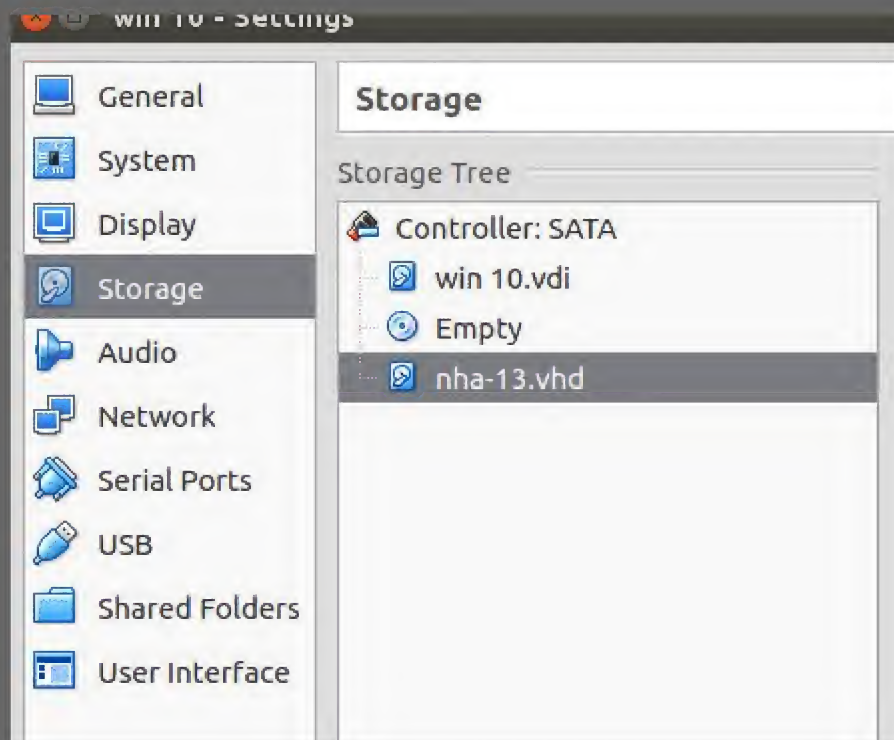 win 10 - Settings
General
System
Display
Storage
Audio
Network
Serial Ports
USB
Shared Folders
User Interface
Storage
Storage Tree
Controller: SATA
win 10.vdi
Empty
nha-13.vhd